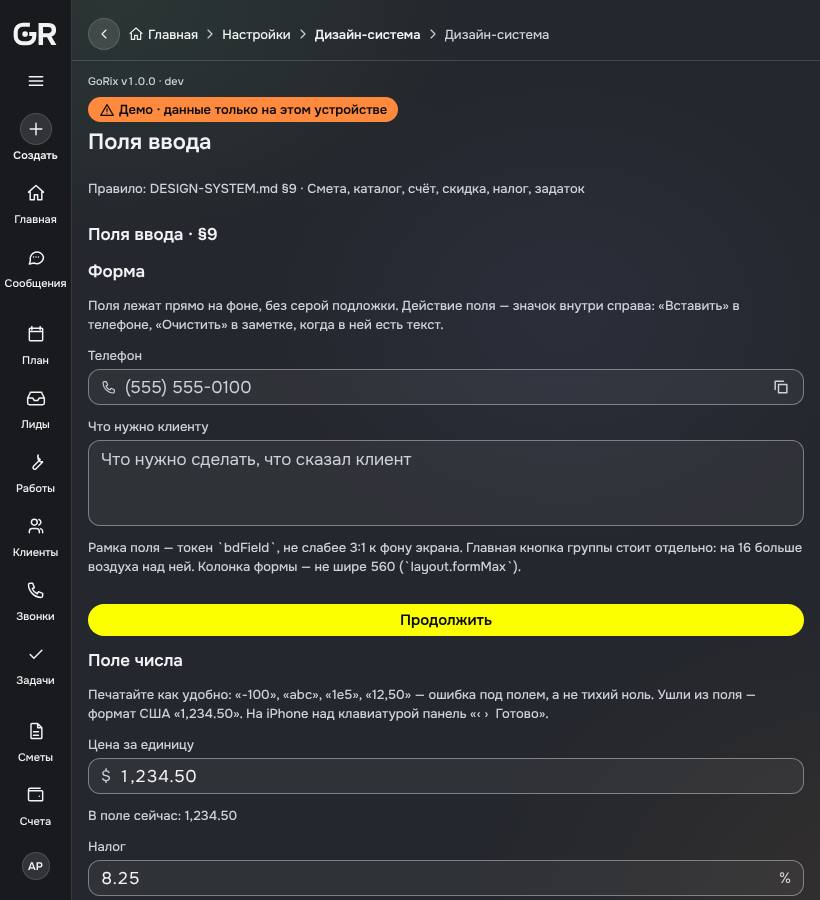 GR
Главная
Настройки
Дизайн-система
Дизайн-система
GoRix v1.0.0 · dev
Демо · данные только на этом устройстве
Поля ввода
Правило: DESIGN-SYSTEM.md §9 · Смета, каталог, счёт, скидка, налог, задаток
Поля ввода · §9
Форма
Поля лежат прямо на фоне, без серой подложки. Действие поля — значок внутри справа: «Вставить» в
телефоне, «Очистить» в заметке, когда в ней есть текст.
Телефон
(555) 555-0100
Что нужно клиенту
Что нужно сделать, что сказал клиент
Рамка поля — токен `bdField`, не слабее 3:1 к фону экрана. Главная кнопка группы стоит отдельно: на 16 больше
воздуха над ней. Колонка формы — не шире 560 (`layout.formMax`).
Продолжить
Поле числа
Печатайте как удобно: «-100», «abc», «1e5», «12,50» — ошибка под полем, а не тихий ноль. Ушли из поля —
формат США «1,234.50». На iPhone над клавиатурой панель «‹ › Готово».
Цена за единицу
$ 1,234.50
В поле сейчас: 1,234.50
Налог
8.25 %
Создать
Главная
Сообщения
План
Лиды
Работы
Клиенты
Звонки
Задачи
Сметы
Счета
AP